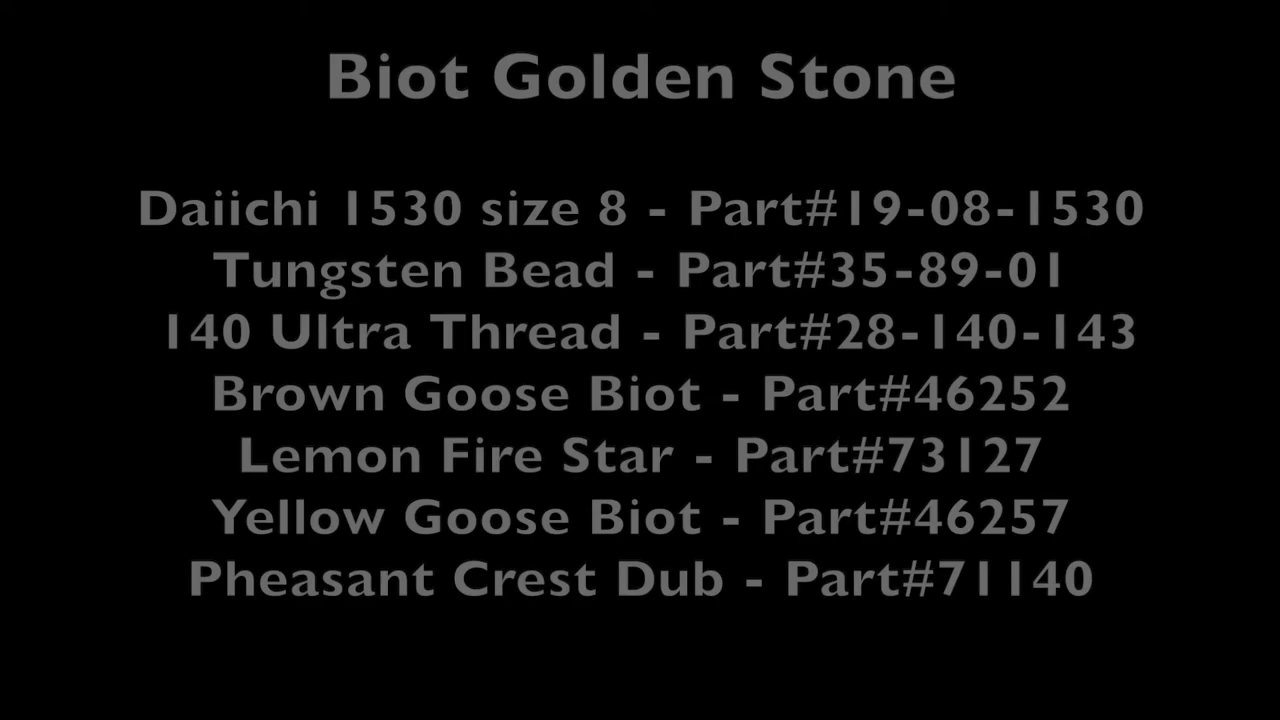 Biot Golden Stone
Daiichi 1530 size 8 - Part#19-08-1530
Tungsten Bead - Part#35-89-01
140 Ultra Thread - Part#28-140-143
Brown Goose Biot - Part#46252
Lemon Fire Star - Part#73127
Yellow Goose Biot - Part#46257
Pheasant Crest Dub - Part#71140